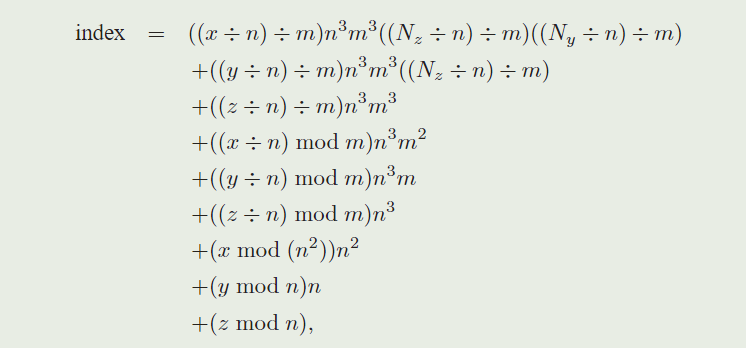 index = ((x ÷ n) ÷ m)n³m³((N_z ÷ n) ÷ m)((N_y ÷ n) ÷ m)
+((y ÷ n) ÷ m)n³m³((N_z ÷ n) ÷ m)
+((z ÷ n) ÷ m)n³m³
+((x ÷ n) mod m)n³m²
+((y ÷ n) mod m)n³m
+((z ÷ n) mod m)n³
+(x mod (n²))n²
+(y mod n)n
+(z mod n),